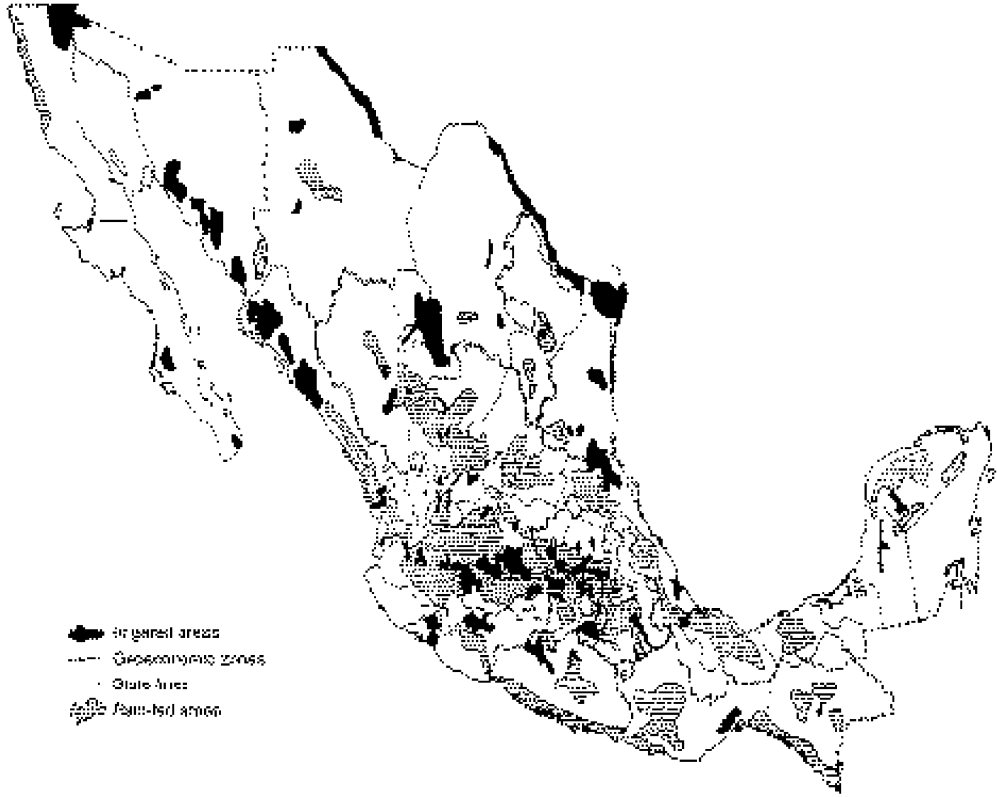 Irrigated areas
Geoeconomic zones
State lines
Rain-fed areas